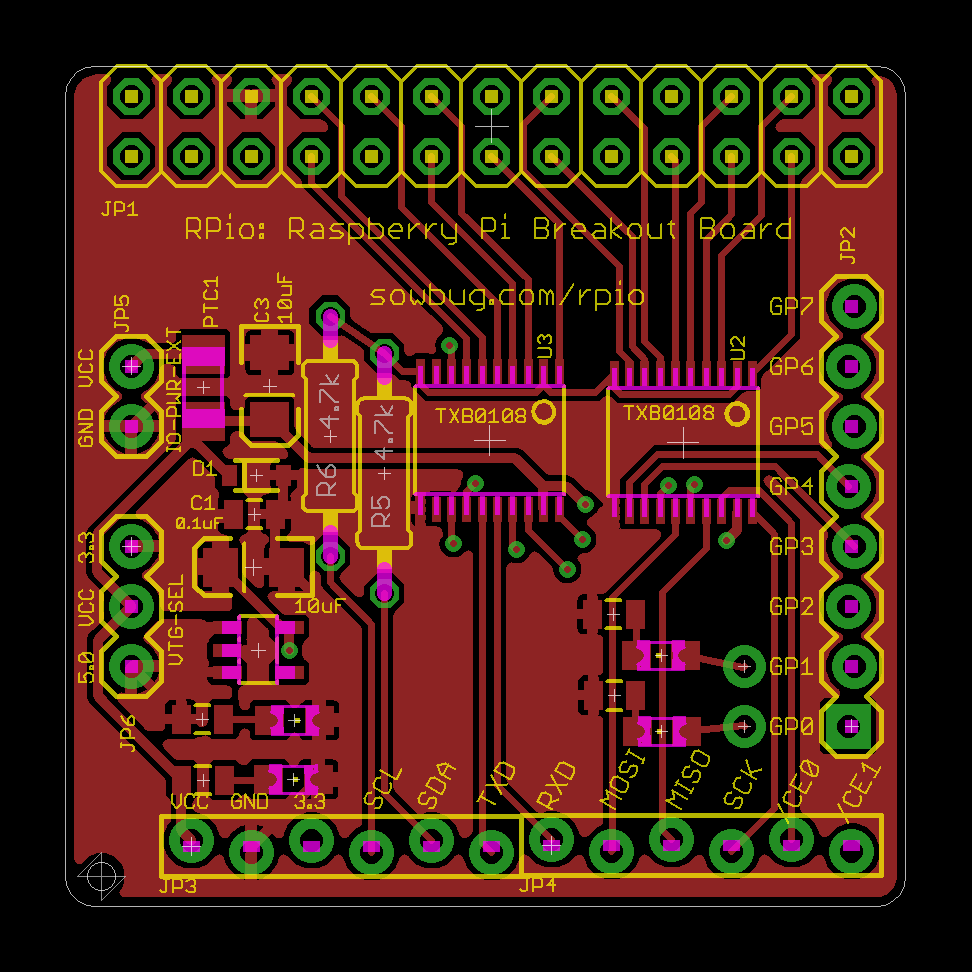 JP1
RPio: Raspberry Pi Breakout Board
JP2
sowbug.com/rpio
GP7
GP6
GP5
GP4
GP3
GP2
GP1
GP0
JP5
VCC
GND
IO-PWR-EXT
PTC1
C3
10uF
R6
4.7k
R5
4.7k
U3
TXB0108
U2
TXB0108
D1
C1
0.1uF
10uF
3.3
VCC
5.0
VTG-SEL
JP6
VCC
GND
3.3
SCL
SDA
TXD
RXD
MOSI
MISO
SCK
/CE0
/CE1
JP3
JP4